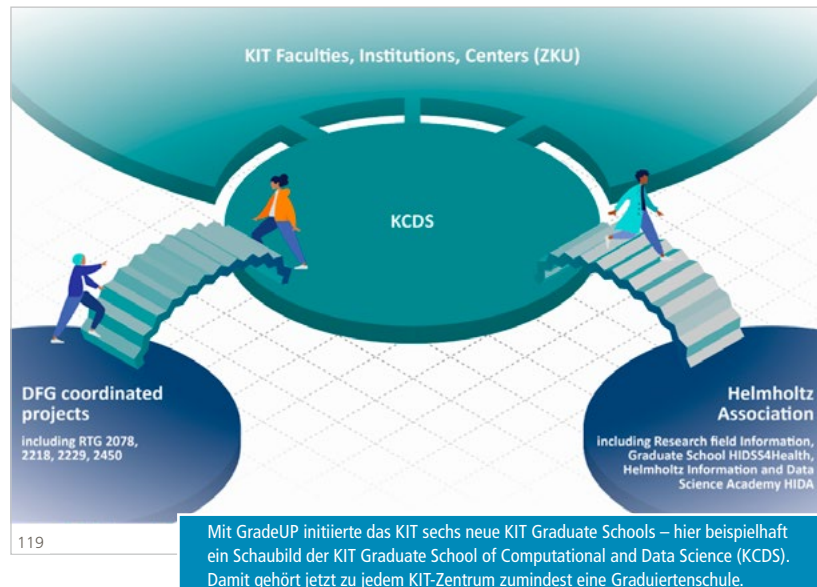 KIT Faculties, Institutions, Centers (ZKU)
KCDS
DFG coordinated
projects
including RTG 2078,
2218, 2229, 2450
Helmholtz
Association
including Research field Information,
Graduate School HIDSS4Health,
Helmholtz Information and Data
Science Academy HIDA
119
Mit GradeUP initiierte das KIT sechs neue KIT Graduate Schools – hier beispielhaft
ein Schaubild der KIT Graduate School of Computational and Data Science (KCDS).
Damit gehört jetzt zu jedem KIT-Zentrum zumindest eine Graduiertenschule.